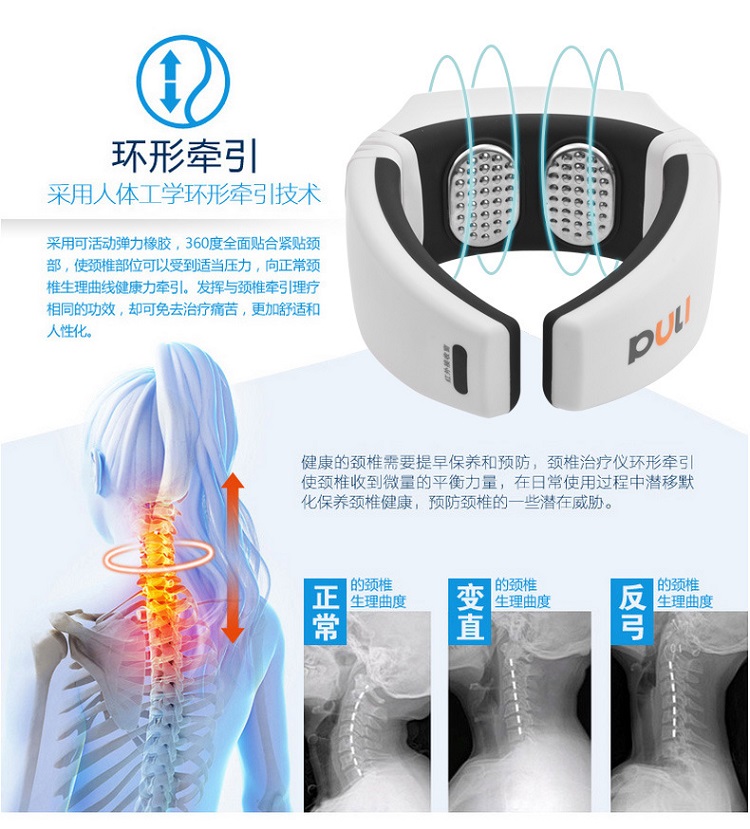 环形牵引
采用人体工学环形牵引技术
采用可活动弹力橡胶，360度全面贴合紧贴颈
部，使颈椎部位可以受到适当压力，向正常颈
椎生理曲线健康力牵引。发挥与颈椎牵引理疗
相同的功效，却可免去治疗痛苦，更加舒适和
人性化。
PULI
健康的颈椎需要提早保养和预防，颈椎治疗仪环形牵引
使颈椎收到微量的平衡力量，在日常使用过程中潜移默
化保养颈椎健康，预防颈椎的一些潜在威胁。
正常
的颈椎
生理曲度
变直
的颈椎
生理曲度
反弓
的颈椎
生理曲度